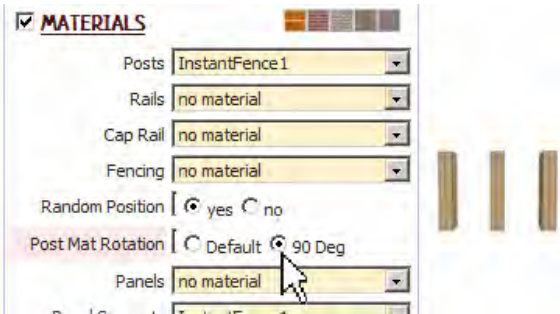 MATERIALS
Posts InstantFence1
Rails no material
Cap Rail no material
Fencing no material
Random Position yes no
Post Mat Rotation Default 90 Deg
Panels no material